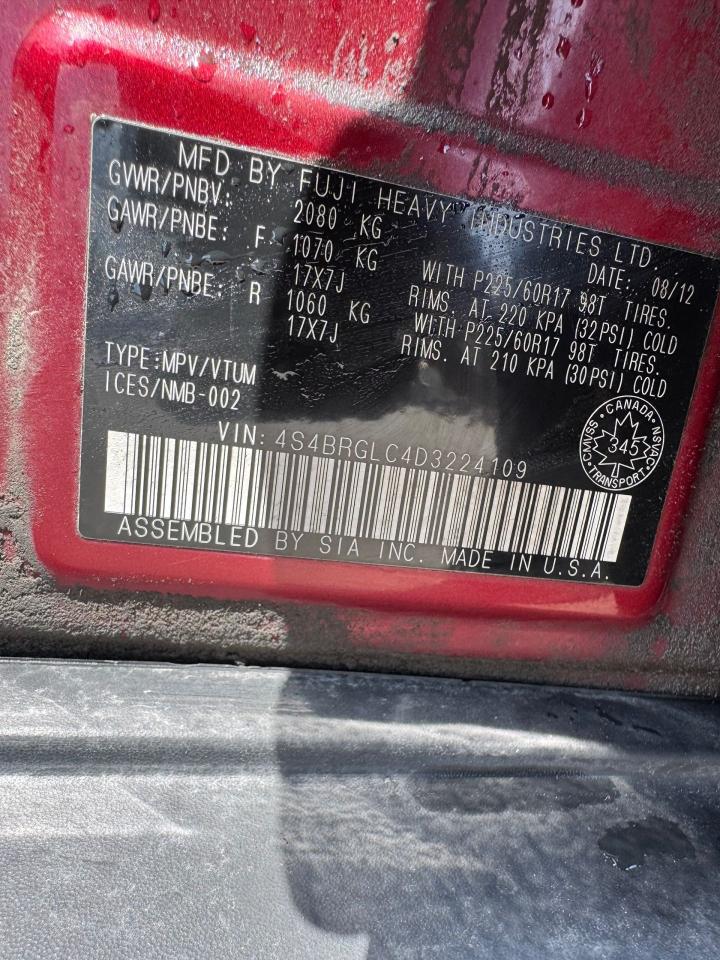 MFD BY FUJI HEAVY INDUSTRIES LTD.
GVWR/PNBV: 2080 KG DATE: 08/12
GAWR/PNBE: F 1070 KG WITH P225/60R17 98T TIRES.
17X7J RIMS. AT 220 KPA (32PSI) COLD
GAWR/PNBE: R 1060 KG WITH P225/60R17 98T TIRES.
17X7J RIMS. AT 210 KPA (30PSI) COLD
TYPE:MPV/VTUM
ICES/NMB-002
CANADA
CMVSS 345 NSVAC
TRANSPORT
VIN: 4S4BRGLC4D3224109
ASSEMBLED BY SIA INC. MADE IN U.S.A.